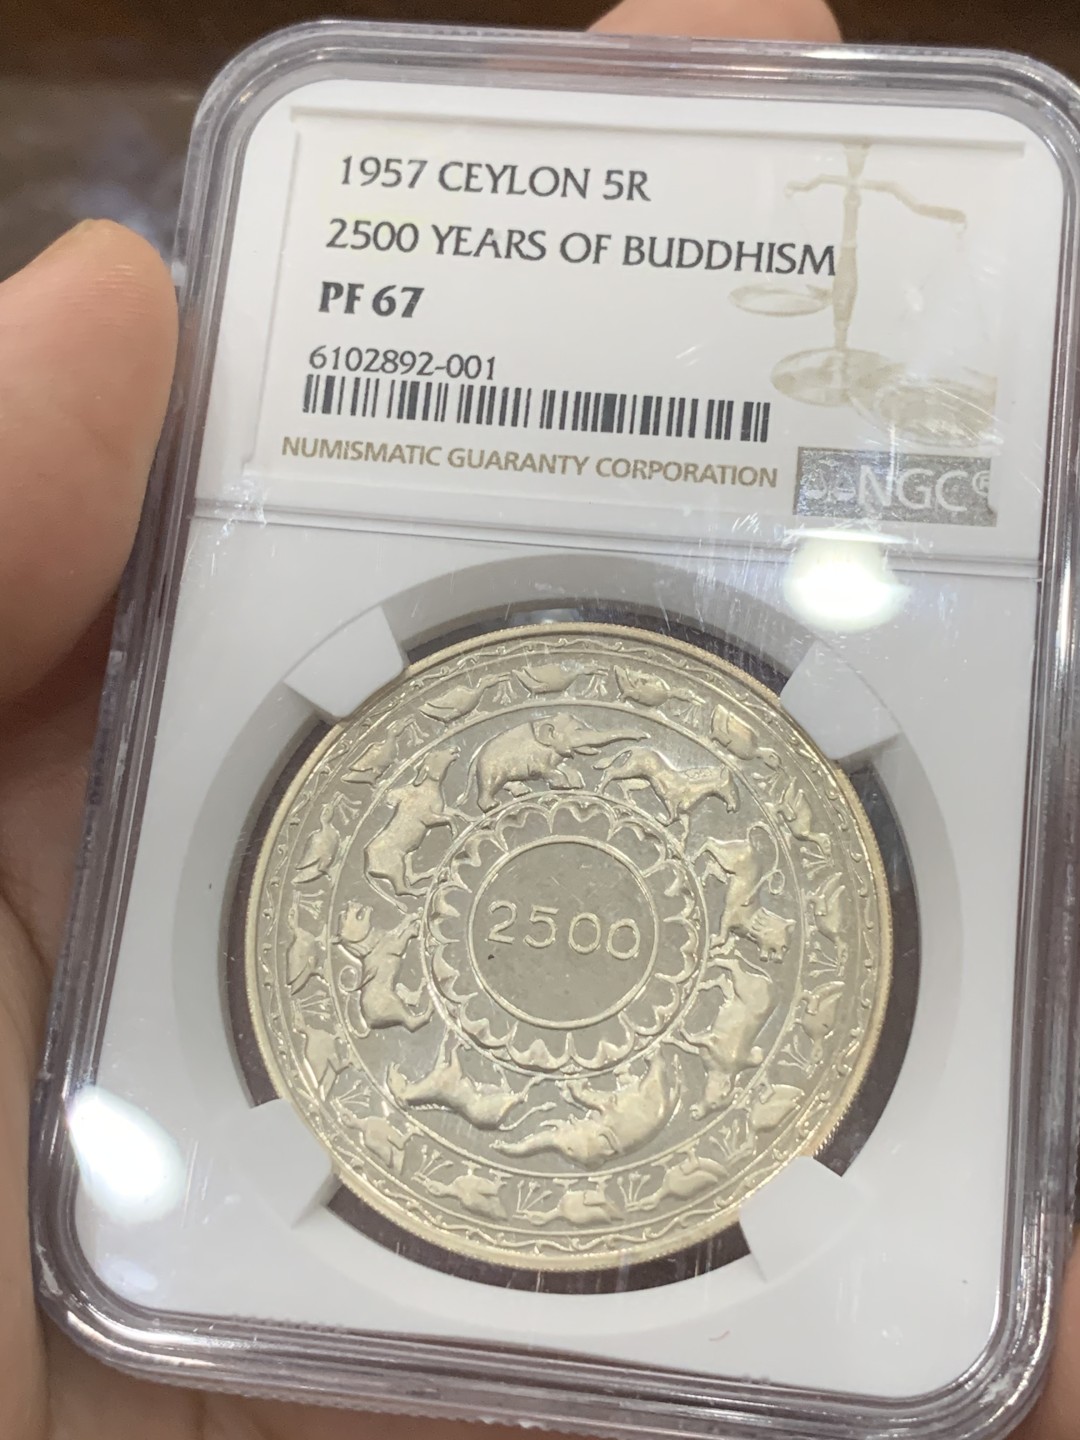 1957 CEYLON 5R
2500 YEARS OF BUDDHISM
PF 67
6102892-001
NUMISMATIC GUARANTY CORPORATION
NGC®
2500